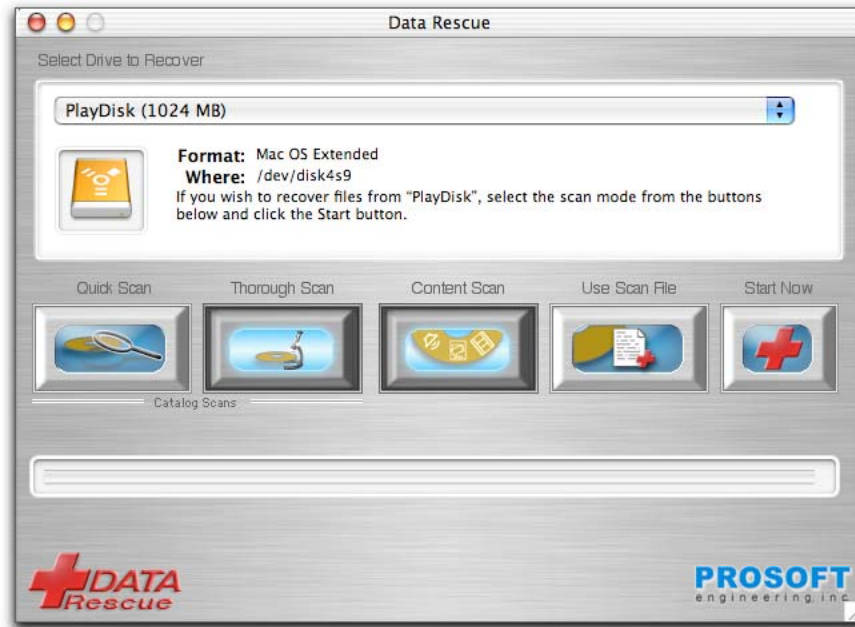 Data Rescue
Select Drive to Recover
PlayDisk (1024 MB)
Format: Mac OS Extended
Where: /dev/disk4s9
If you wish to recover files from “PlayDisk”, select the scan mode from the buttons
below and click the Start button.
Quick Scan Thorough Scan Content Scan Use Scan File Start Now
Catalog Scans
DATA
Rescue
PROSOFT
engineering, inc